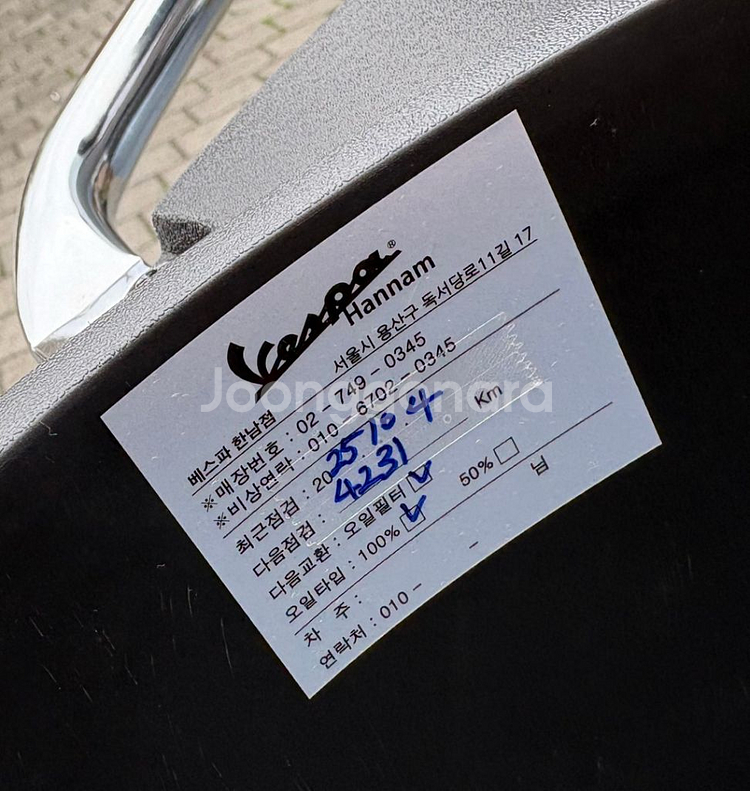 Vespa®
Hannam
서울시 용산구 독서당로11길 17
베스파 한남점
※매장번호 : 02 - 749 - 0345
※비상연락 : 010 - 6702 - 0345
최근점검 : 2025 10 . 4
다음점검 : 4231 Km
다음교환 : 오일필터
오일타입 : 100% 50%
차 주 : 님
연락처 : 010 - -
Joonggonara